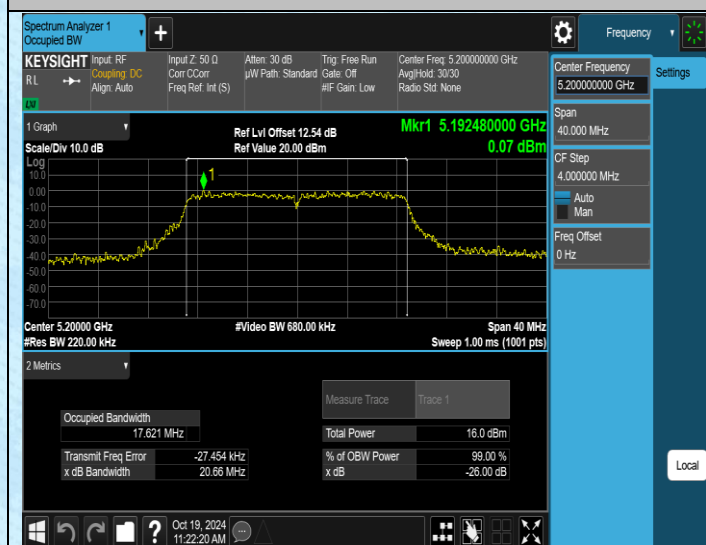 Spectrum Analyzer 1
Occupied BW
+
Frequency
KEYSIGHT
RL
LXI
Input: RF
Coupling: DC
Align: Auto
Input Z: 50 Ω
Corr CCorr
Freq Ref: Int (S)
Atten: 30 dB
µW Path: Standard
Trig: Free Run
Gate: Off
#IF Gain: Low
Center Freq: 5.200000000 GHz
Avg|Hold: 30/30
Radio Std: None
Center Frequency
5.200000000 GHz
Settings
Span
40.000 MHz
CF Step
4.000000 MHz
Auto
Man
Freq Offset
0 Hz
Local
1 Graph
Scale/Div 10.0 dB
Ref Lvl Offset 12.54 dB
Ref Value 20.00 dBm
Mkr1 5.192480000 GHz
0.07 dBm
Log
10.0
0.00
-10.0
-20.0
-30.0
-40.0
-50.0
-60.0
-70.0
1
Center 5.20000 GHz
#Res BW 220.00 kHz
#Video BW 680.00 kHz
Span 40 MHz
Sweep 1.00 ms (1001 pts)
2 Metrics
Measure Trace Trace 1
Occupied Bandwidth
17.621 MHz
Total Power 16.0 dBm
Transmit Freq Error -27.454 kHz
% of OBW Power 99.00 %
x dB Bandwidth 20.66 MHz
x dB -26.00 dB
?
Oct 19, 2024
11:22:20 AM